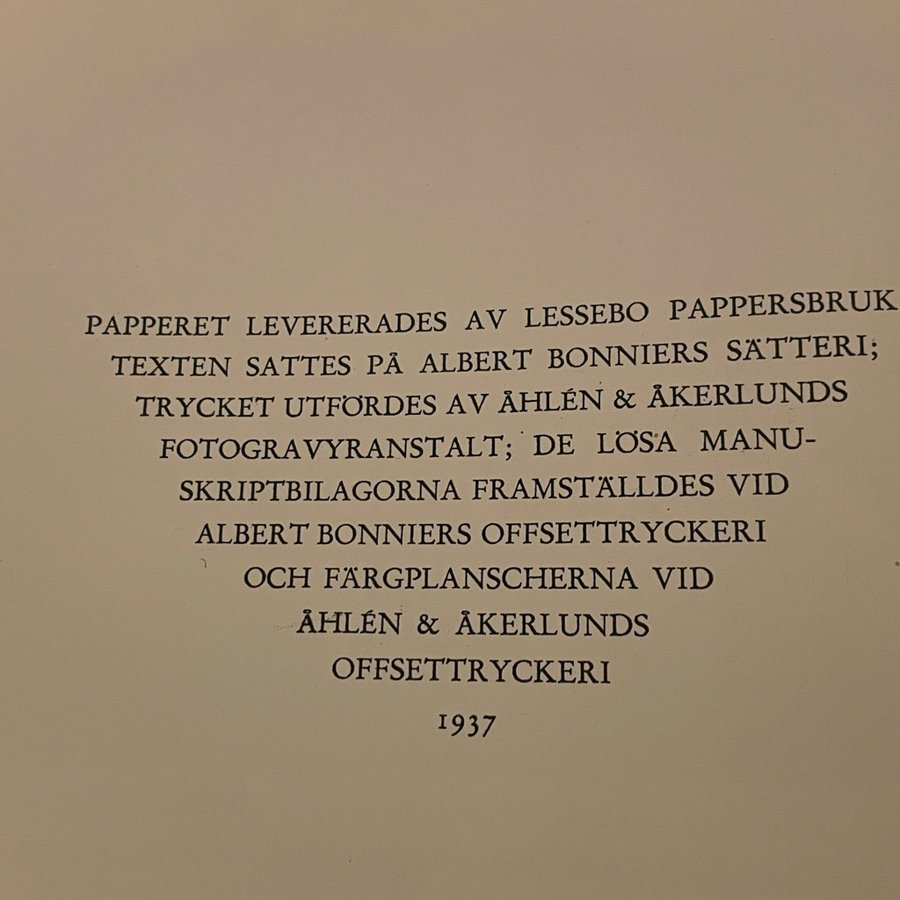 PAPPERET LEVERERADES AV LESSEBO PAPPERSBRUK
TEXTEN SATTES PÅ ALBERT BONNIERS SÄTTERI;
TRYCKET UTFÖRDES AV ÅHLÉN & ÅKERLUNDS
FOTOGRAVYRANSTALT; DE LÖSA MANU-
SKRIPTBILAGORNA FRAMSTÄLLDES VID
ALBERT BONNIERS OFFSETTRYCKERI
OCH FÄRGPLANSCHERNA VID
ÅHLÉN & ÅKERLUNDS
OFFSETTRYCKERI
1937